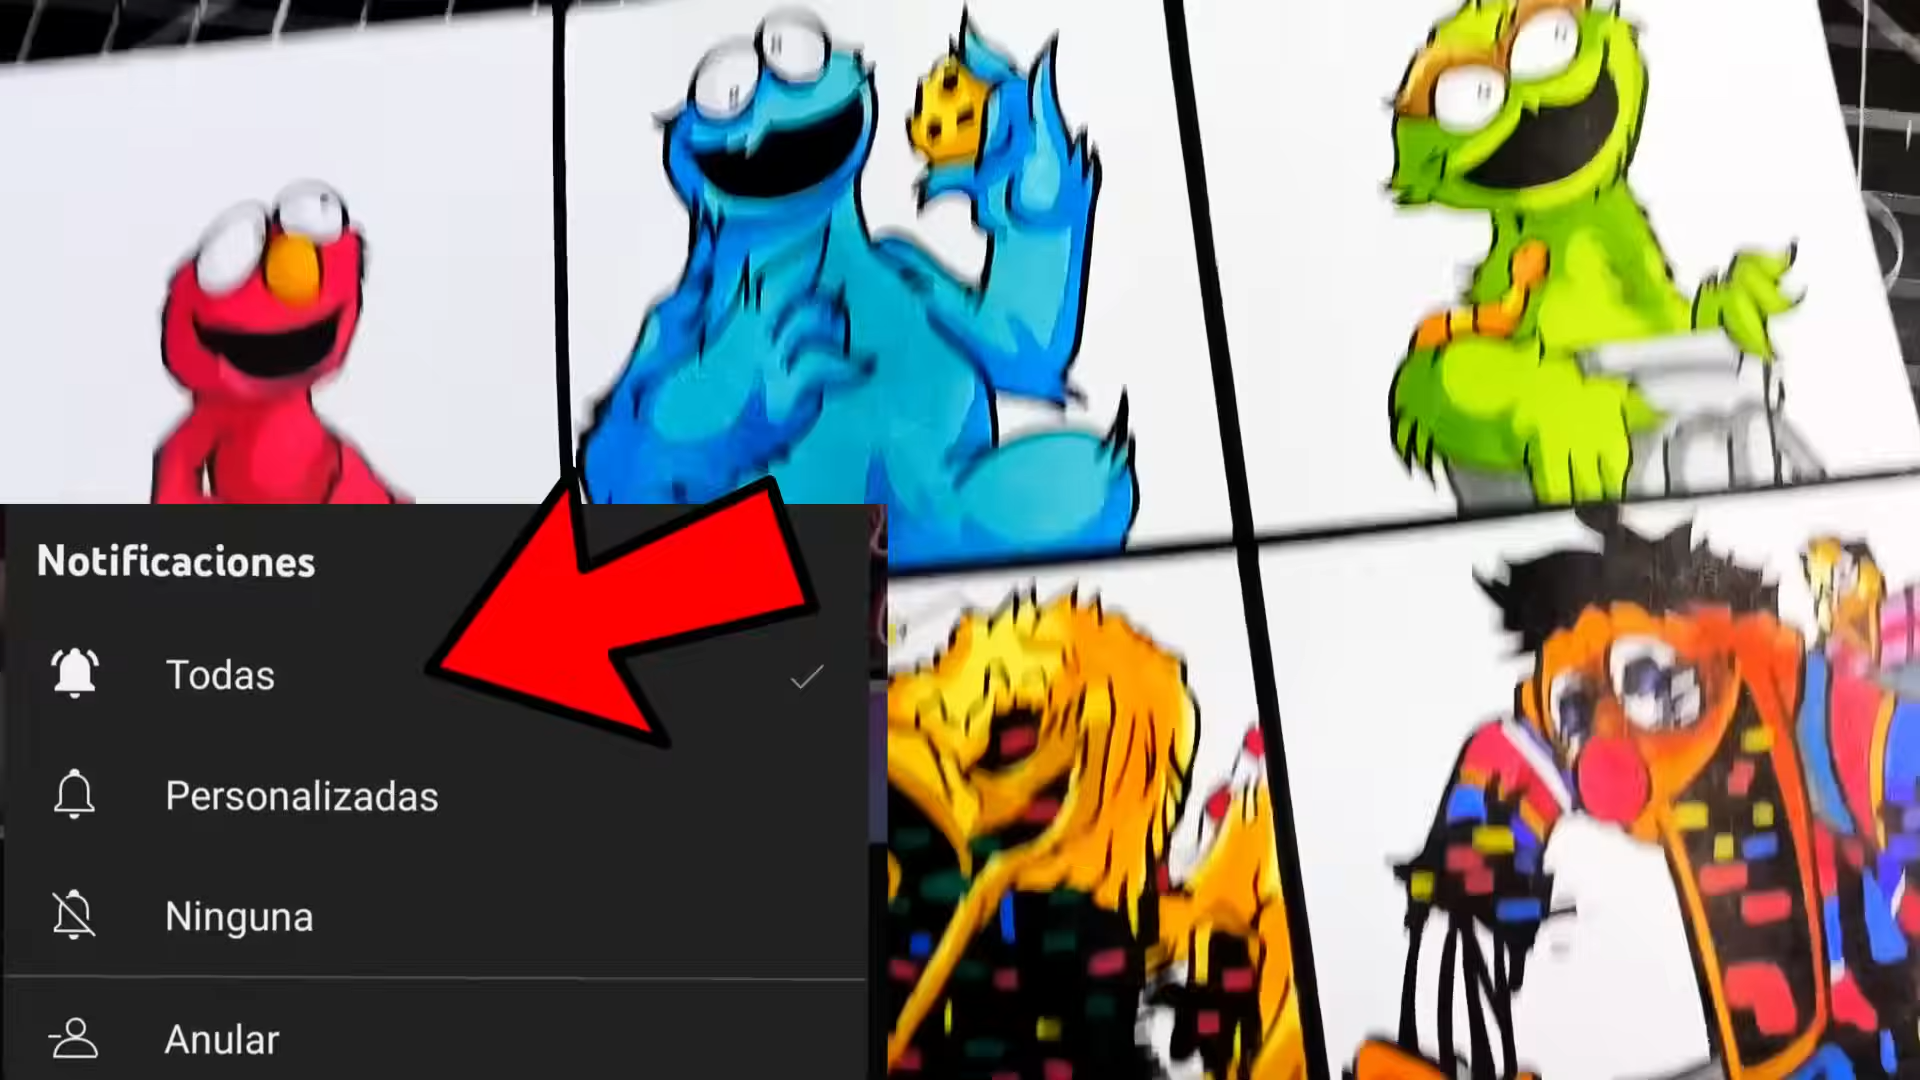 Notificaciones
Todas
Personalizadas
Ninguna
Anular